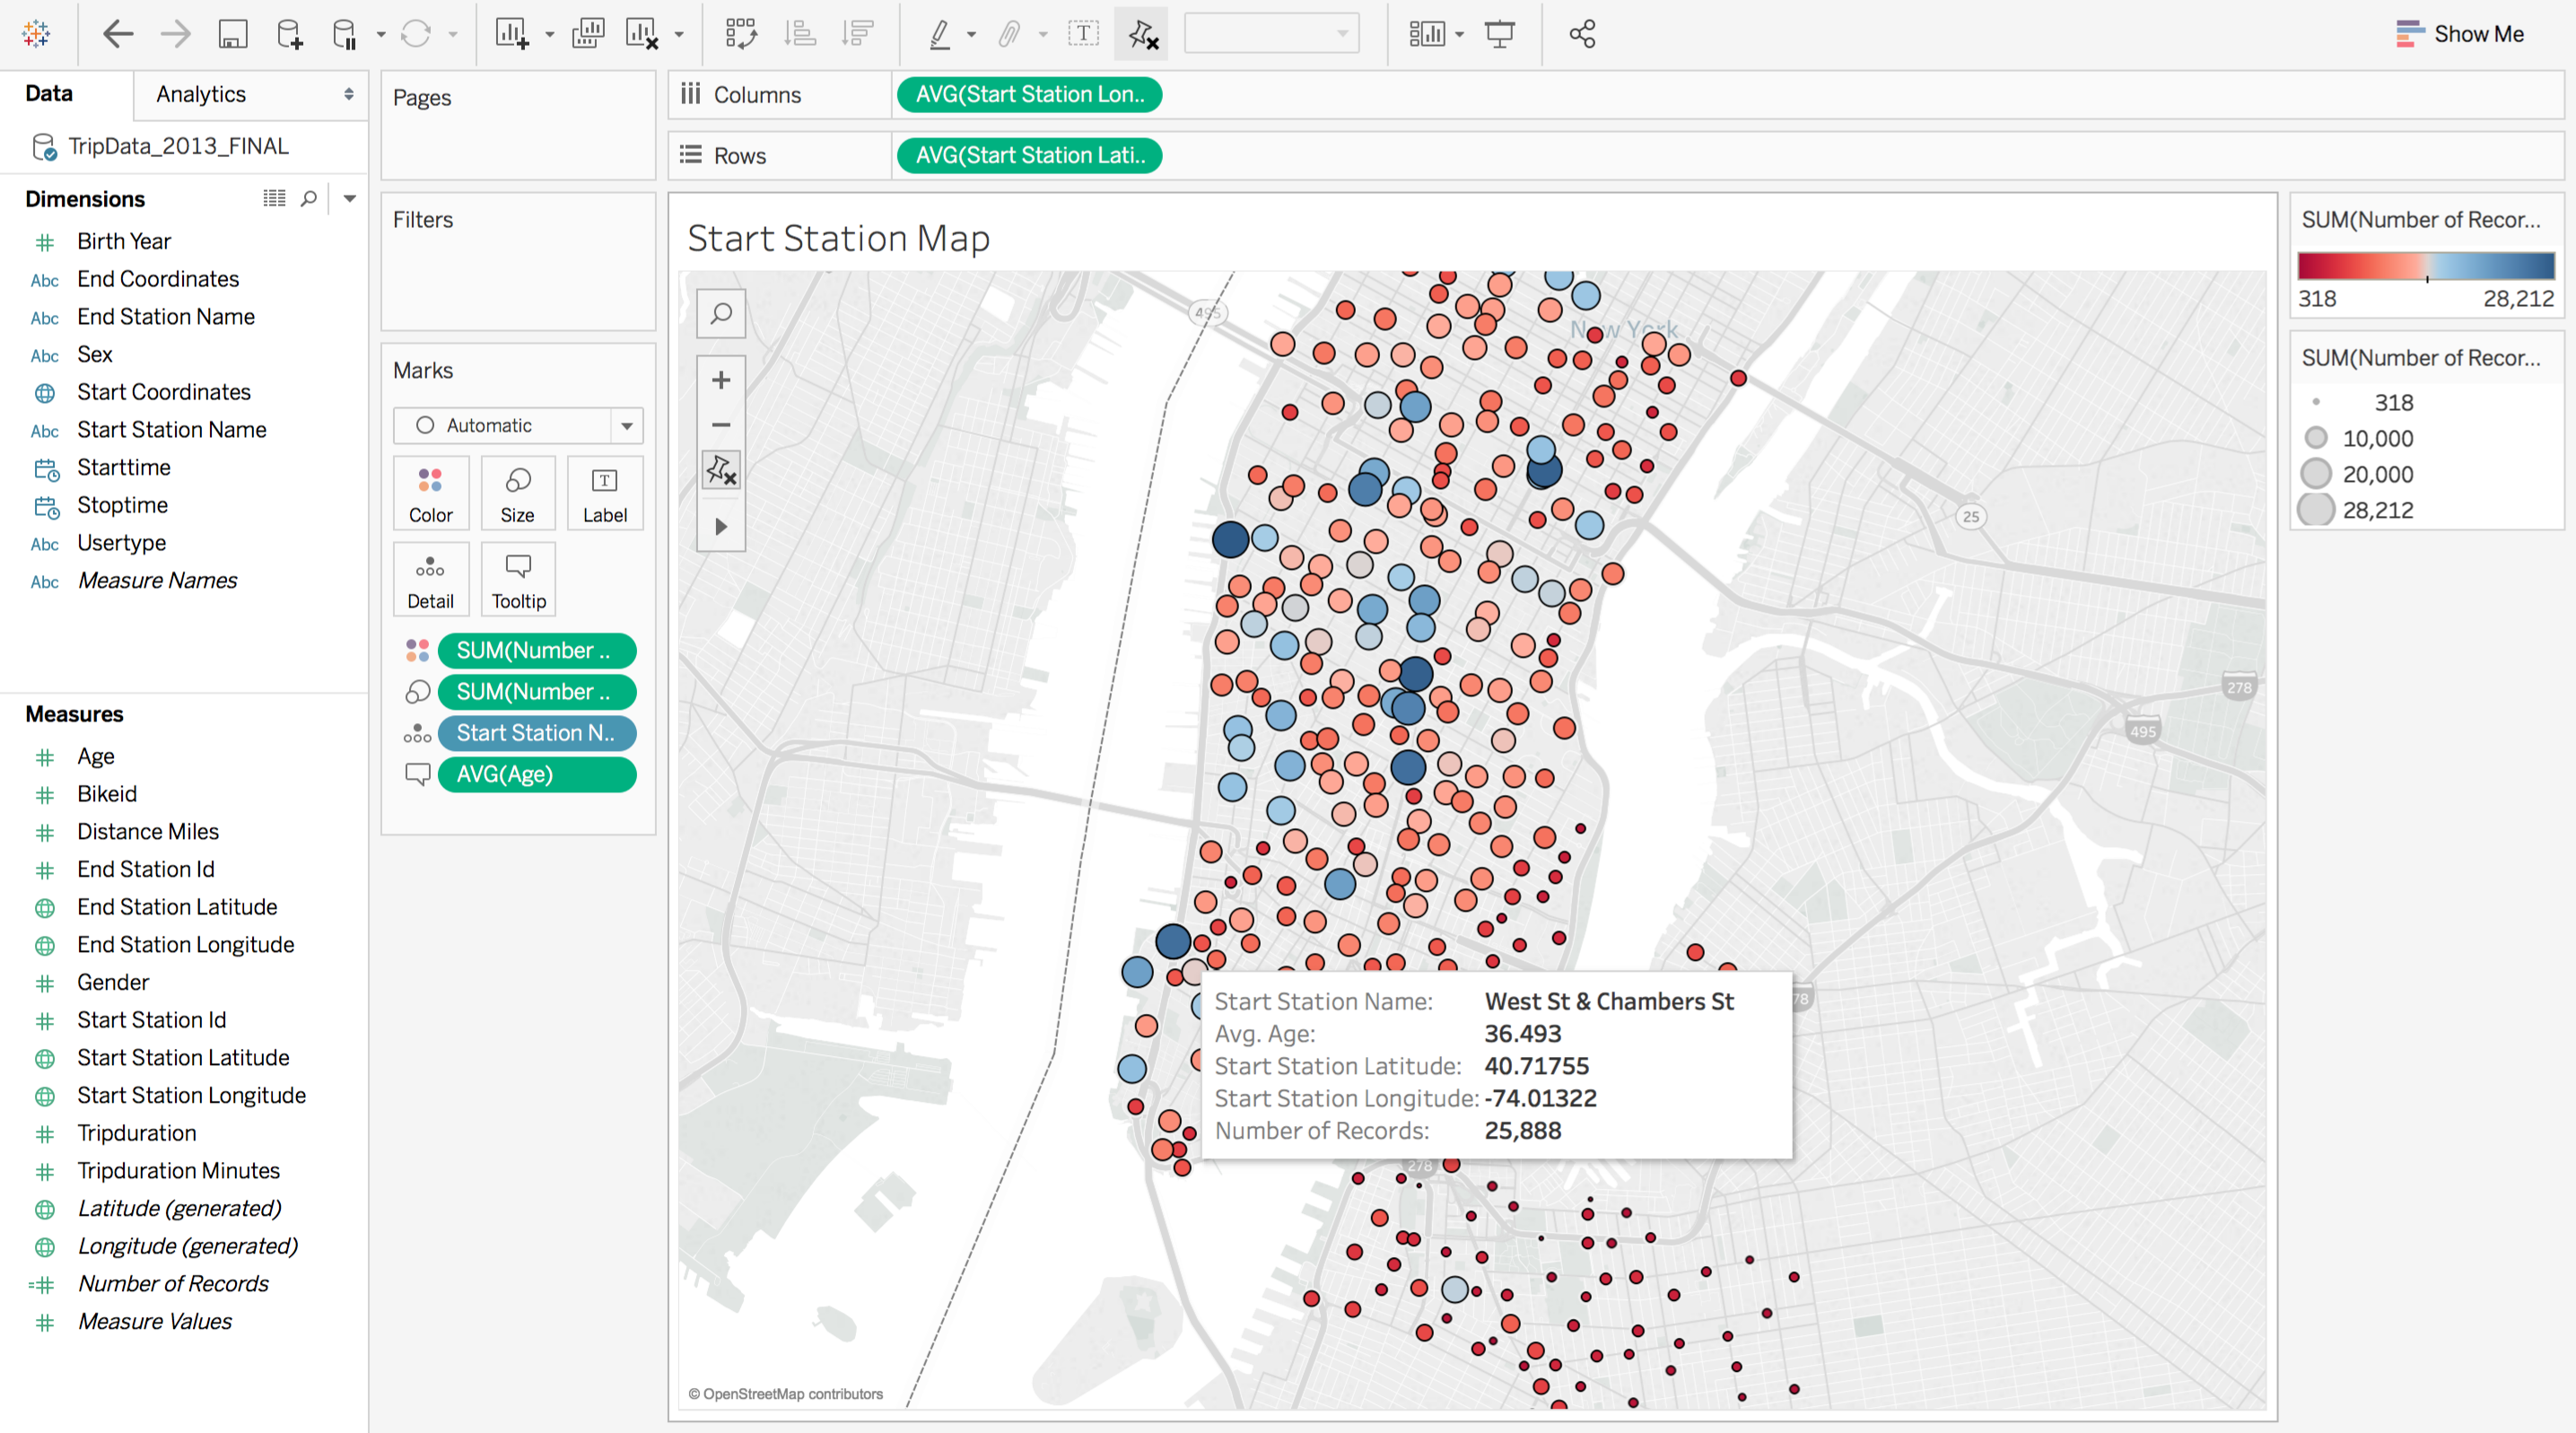 Show Me
Data
Analytics
TripData_2013_FINAL
Dimensions
Birth Year
Abc End Coordinates
Abc End Station Name
Abc Sex
Start Coordinates
Abc Start Station Name
Starttime
Stoptime
Abc Usertype
Abc Measure Names
Measures
Age
Bikeid
Distance Miles
End Station Id
End Station Latitude
End Station Longitude
Gender
Start Station Id
Start Station Latitude
Start Station Longitude
Tripduration
Tripduration Minutes
Latitude (generated)
Longitude (generated)
Number of Records
Measure Values
Pages
Filters
Marks
Automatic
Color
Size
Label
Detail
Tooltip
SUM(Number ..
SUM(Number ..
Start Station N..
AVG(Age)
Columns
AVG(Start Station Lon..
Rows
AVG(Start Station Lati..
Start Station Map
495
New York
25
278
495
78
Start Station Name: West St & Chambers St
Avg. Age: 36.493
Start Station Latitude: 40.71755
Start Station Longitude: -74.01322
Number of Records: 25,888
278
© OpenStreetMap contributors
SUM(Number of Recor...
318 28,212
SUM(Number of Recor...
318
10,000
20,000
28,212